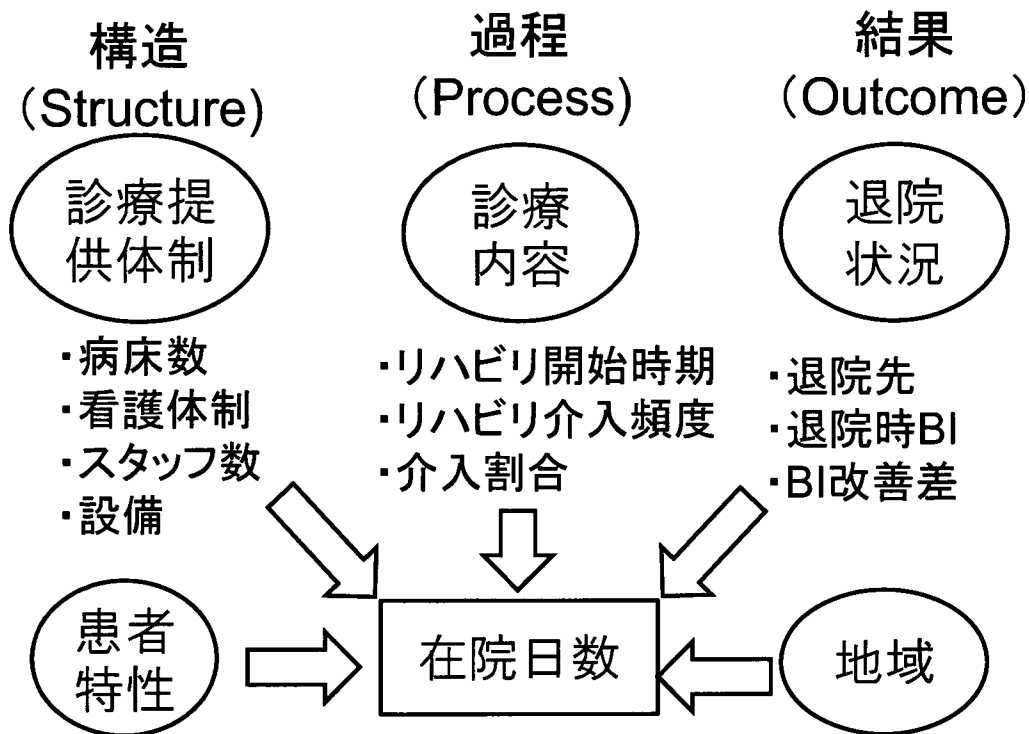 構造
（Structure）
診療提
供体制
・病床数
・看護体制
・スタッフ数
・設備
過程
（Process）
診療
内容
・リハビリ開始時期
・リハビリ介入頻度
・介入割合
結果
（Outcome）
退院
状況
・退院先
・退院時BI
・BI改善差
患者
特性
在院日数
地域